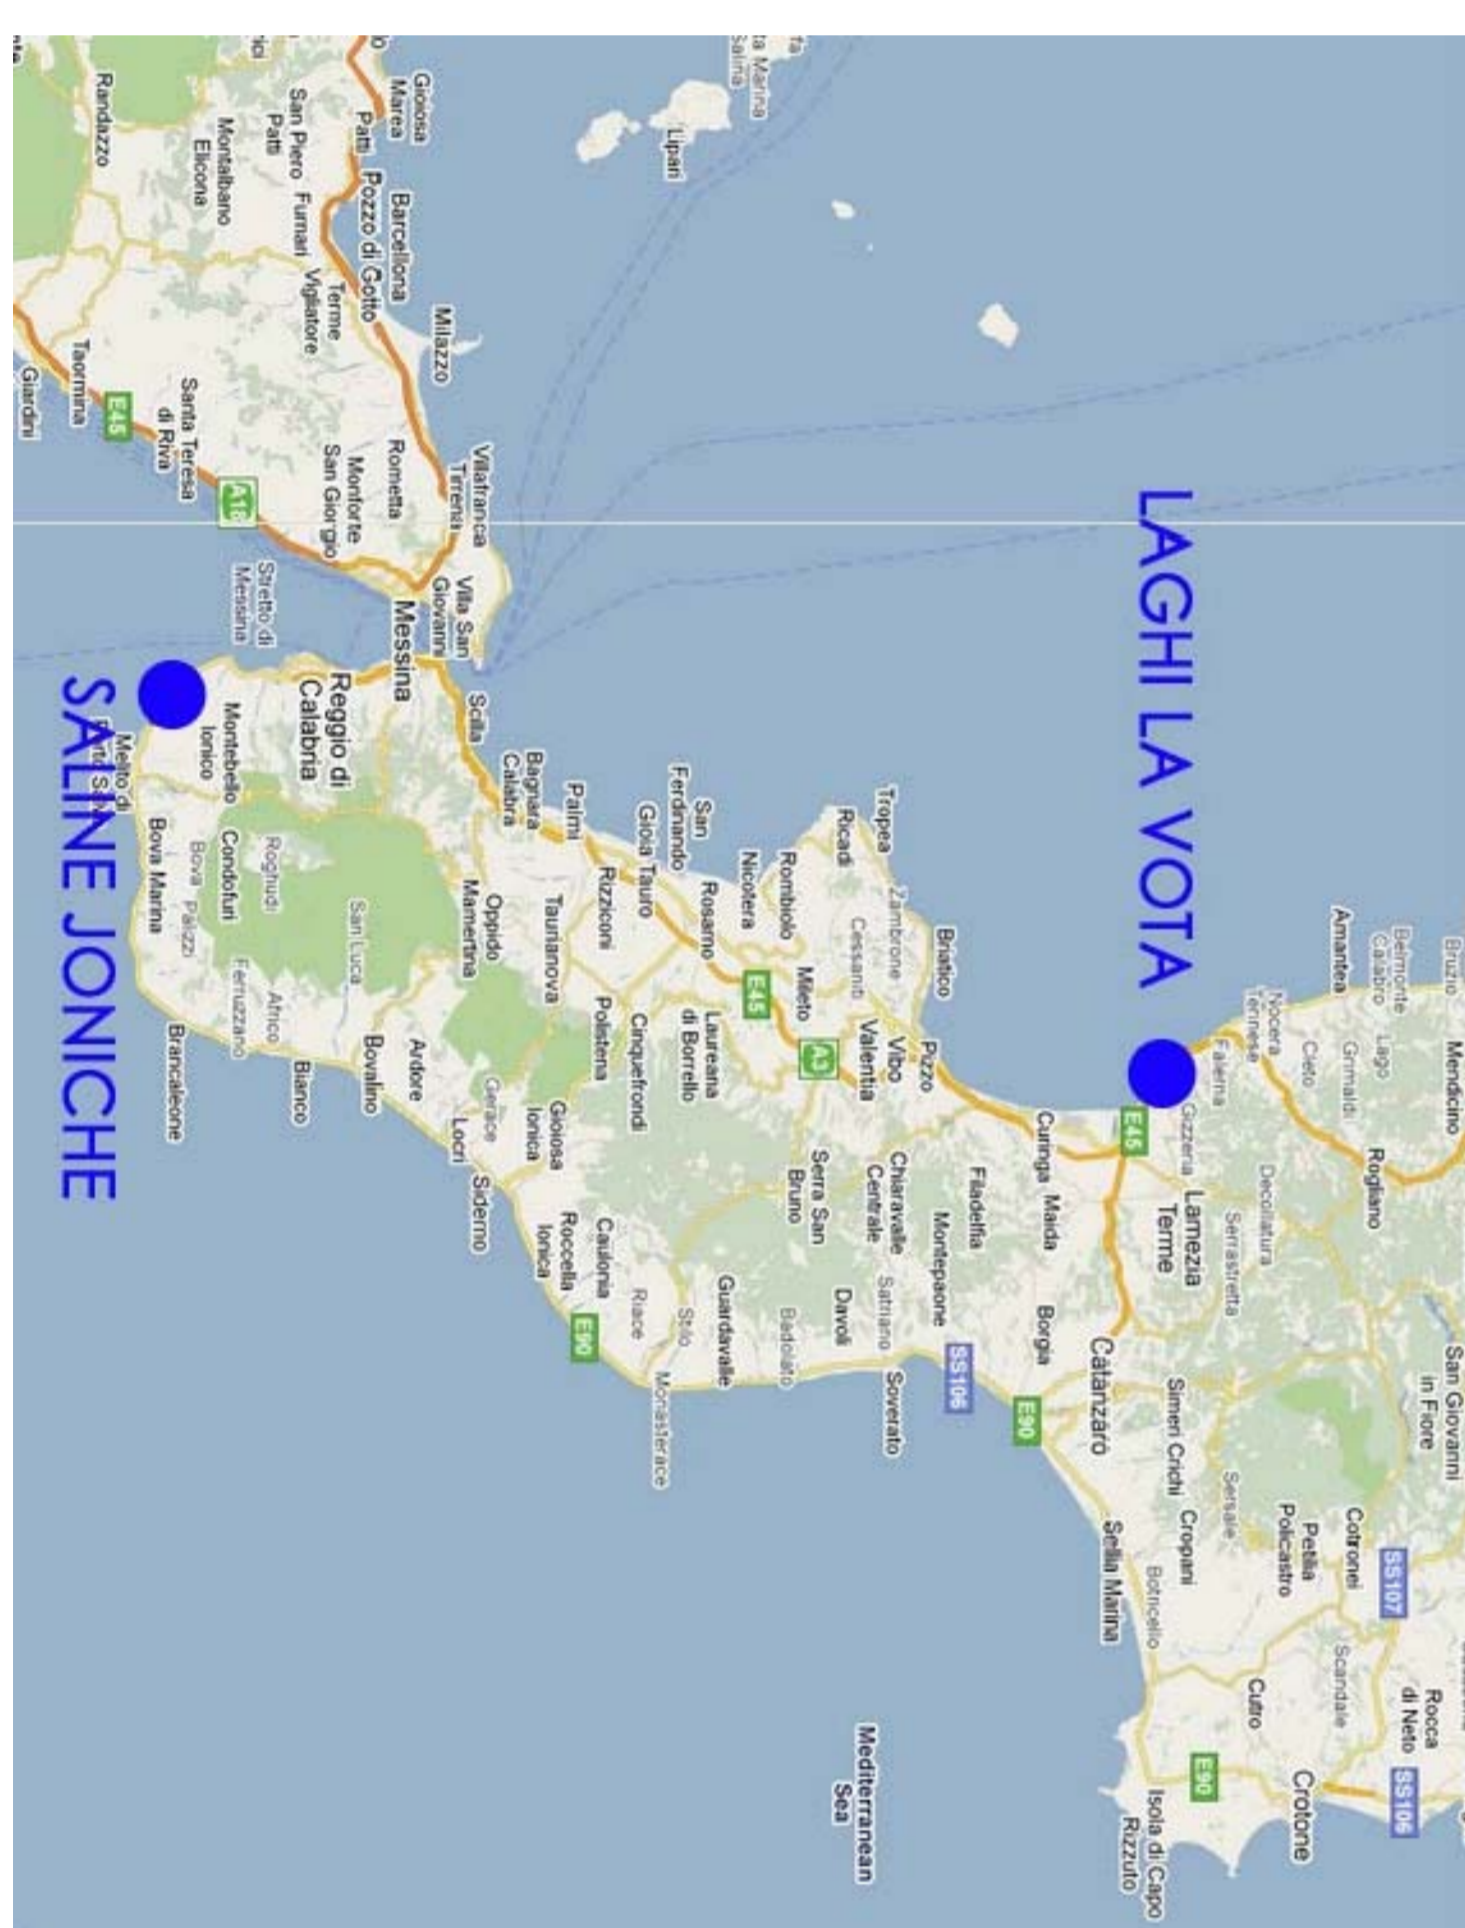 Bruzio
Mendicino
San Giovanni
in Fiore
Rocca
di Neto
SS106
SS107
Belmonte
Calabro
Lago
Amantea
Grimaldi
Rogliano
Cotronei
Scandale
Cleto
Petilia
Policastro
Crotone
Nocera
Terinese
Decollatura
Cutro
Falerna
Serrastretta
Sersale
E90
Gizzeria
Lamezia
Terme
Simeri Crichi
Cropani
LAGHI LA VOTA
E45
Botricello
Isola di Capo
Rizzuto
Catanzaro
Sellia Marina
Curinga
Maida
Borgia
E90
Filadelfia
Montepaone
SS106
Briatico
Pizzo
Tropea
Zambrone
Vibo
Valentia
Chiaravalle
Centrale
Satriano
Soverato
Ricadi
Cessaniti
Davoli
Mediterranean
Sea
A3
Serra San
Bruno
Mileto
Rombiolo
Badolato
Nicotera
E45
Santa Marina
Salina
Lipari
San
Ferdinando
Rosarno
Laureana
di Borrello
Guardavalle
Gioia Tauro
Cinquefrondi
Stilo
Riace
Monasterace
Rizziconi
Polistena
Caulonia
Roccella
Ionica
E90
Palmi
Taurianova
Gioiosa
Ionica
Bagnara
Calabra
Oppido
Mamertina
Gerace
Siderno
Villafranca
Tirrena
Scilla
Locri
Villa San
Giovanni
Milazzo
Gioiosa
Marea
Barcellona
Pozzo di Gotto
Rometta
Messina
Ardore
Patti
Monforte
San Giorgio
Reggio di
Calabria
San Luca
Bovalino
Terme
Vigliatore
San Piero
Patti
Furnari
Bianco
Stretto di
Messina
Roghudi
Africo
Montalbano
Elicona
A18
Montebello
Ionico
Condofuri
Ferruzzano
Santa Teresa
di Riva
Bova
Palizzi
Brancaleone
Bova Marina
E45
Melito di
Porto Salvo
Randazzo
Taormina
SALINE JONICHE
Giardini